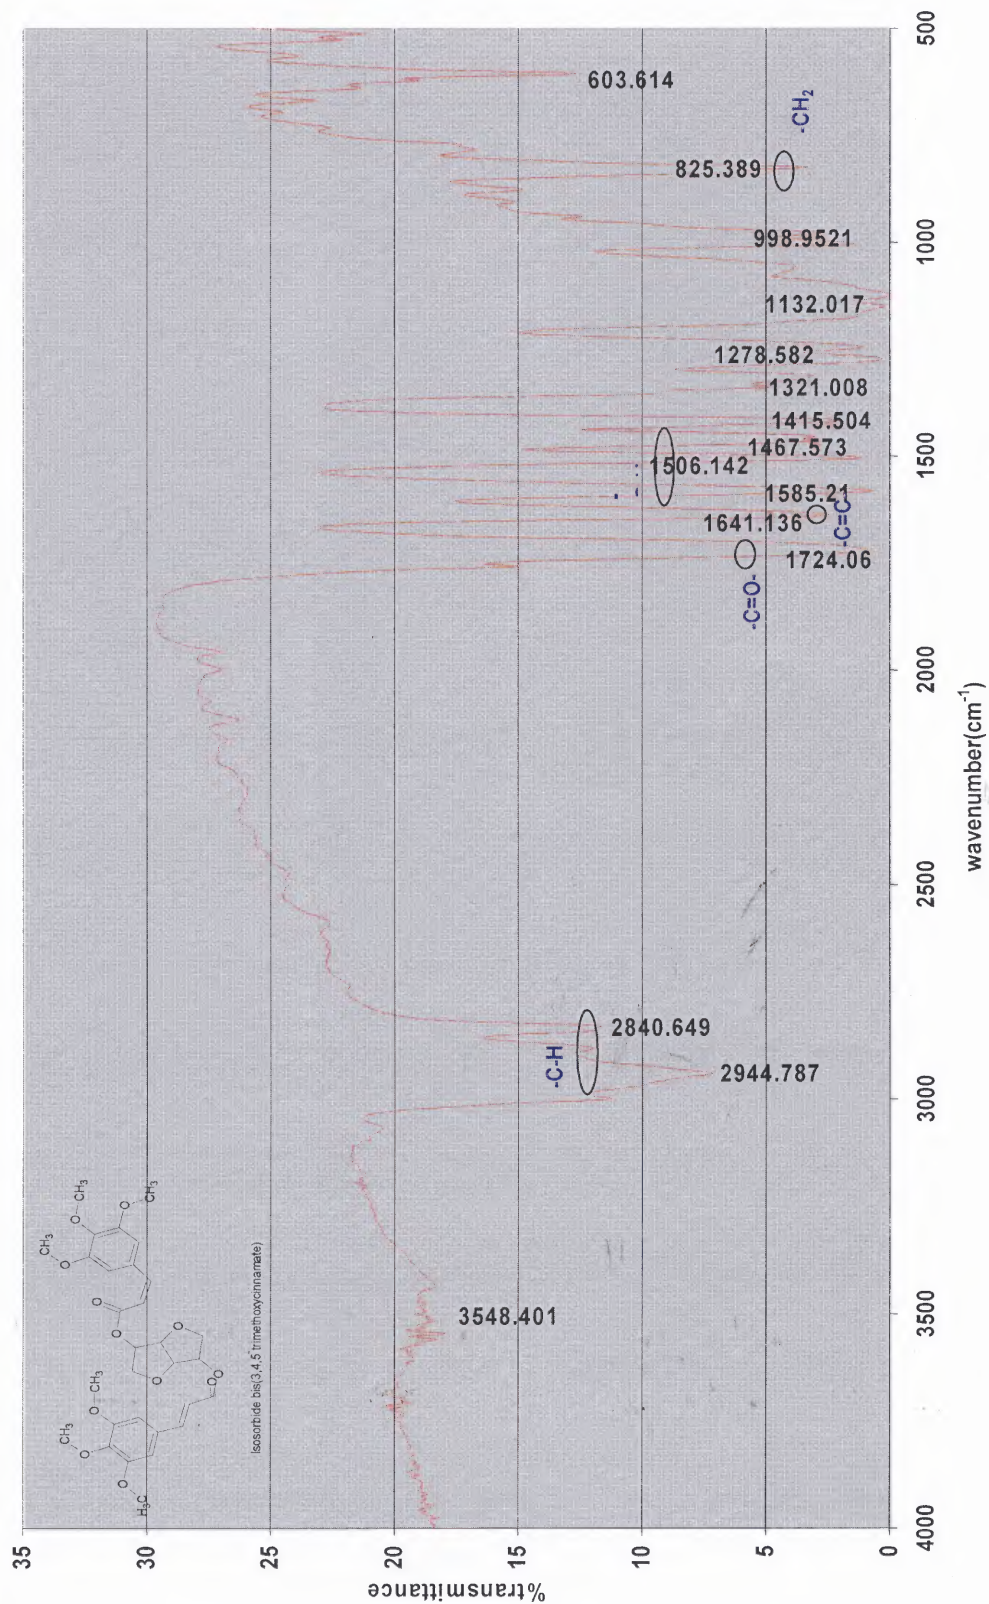 35
30
25
20
15
10
5
0
%transmittance
4000
3500
3000
2500
2000
1500
1000
500
wavenumber(cm-1)
3548.401
2944.787
2840.649
-C-H
1724.06
-C=O-
1641.136
-C=C
1585.21
1506.142
1467.573
1415.504
1321.008
1278.582
1132.017
998.9521
825.389
-CH2
603.614
CH3
O
O
CH3
O
H3C
O
O
O
O
O
O
O
CH3
O
O
CH3
O
CH3
Isosorbide bis(3,4,5 trimethoxycinnamate)